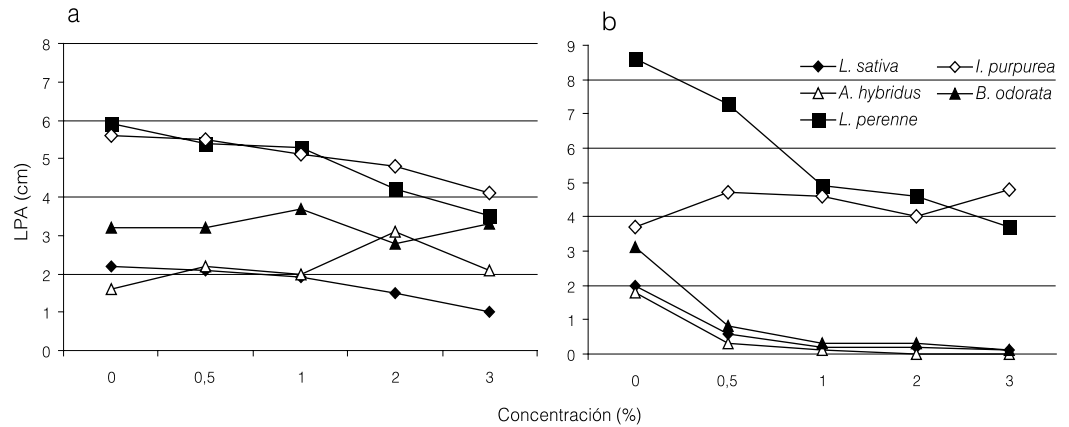 a
8
7
6
5
4
3
2
1
0
LPA (cm)
0 0,5 1 2 3
b
9
8
7
6
5
4
3
2
1
0
L. sativa I. purpurea
A. hybridus B. odorata
L. perenne
0 0,5 1 2 3
Concentración (%)